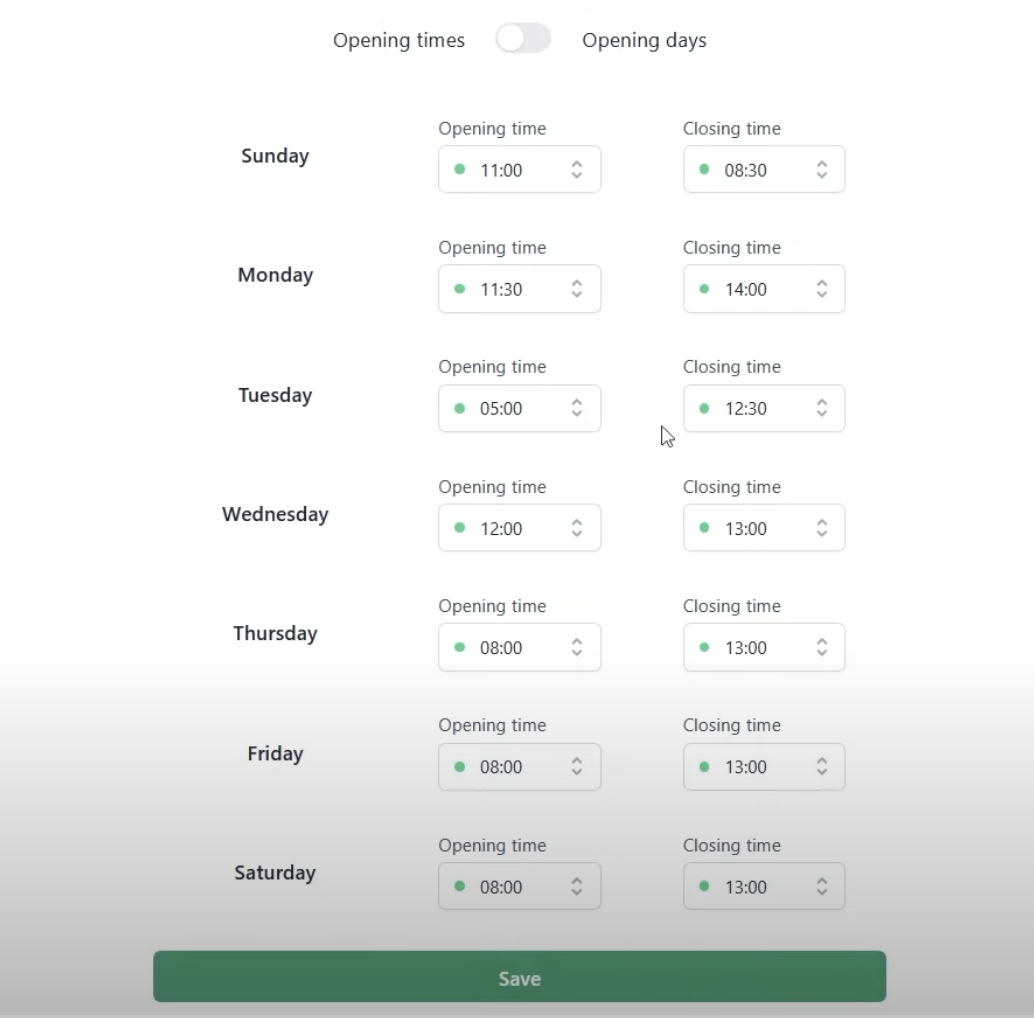 Opening times Opening days
Opening time Closing time
Sunday 11:00 08:30
Opening time Closing time
Monday 11:30 14:00
Opening time Closing time
Tuesday 05:00 12:30
Opening time Closing time
Wednesday 12:00 13:00
Opening time Closing time
Thursday 08:00 13:00
Opening time Closing time
Friday 08:00 13:00
Opening time Closing time
Saturday 08:00 13:00
Save